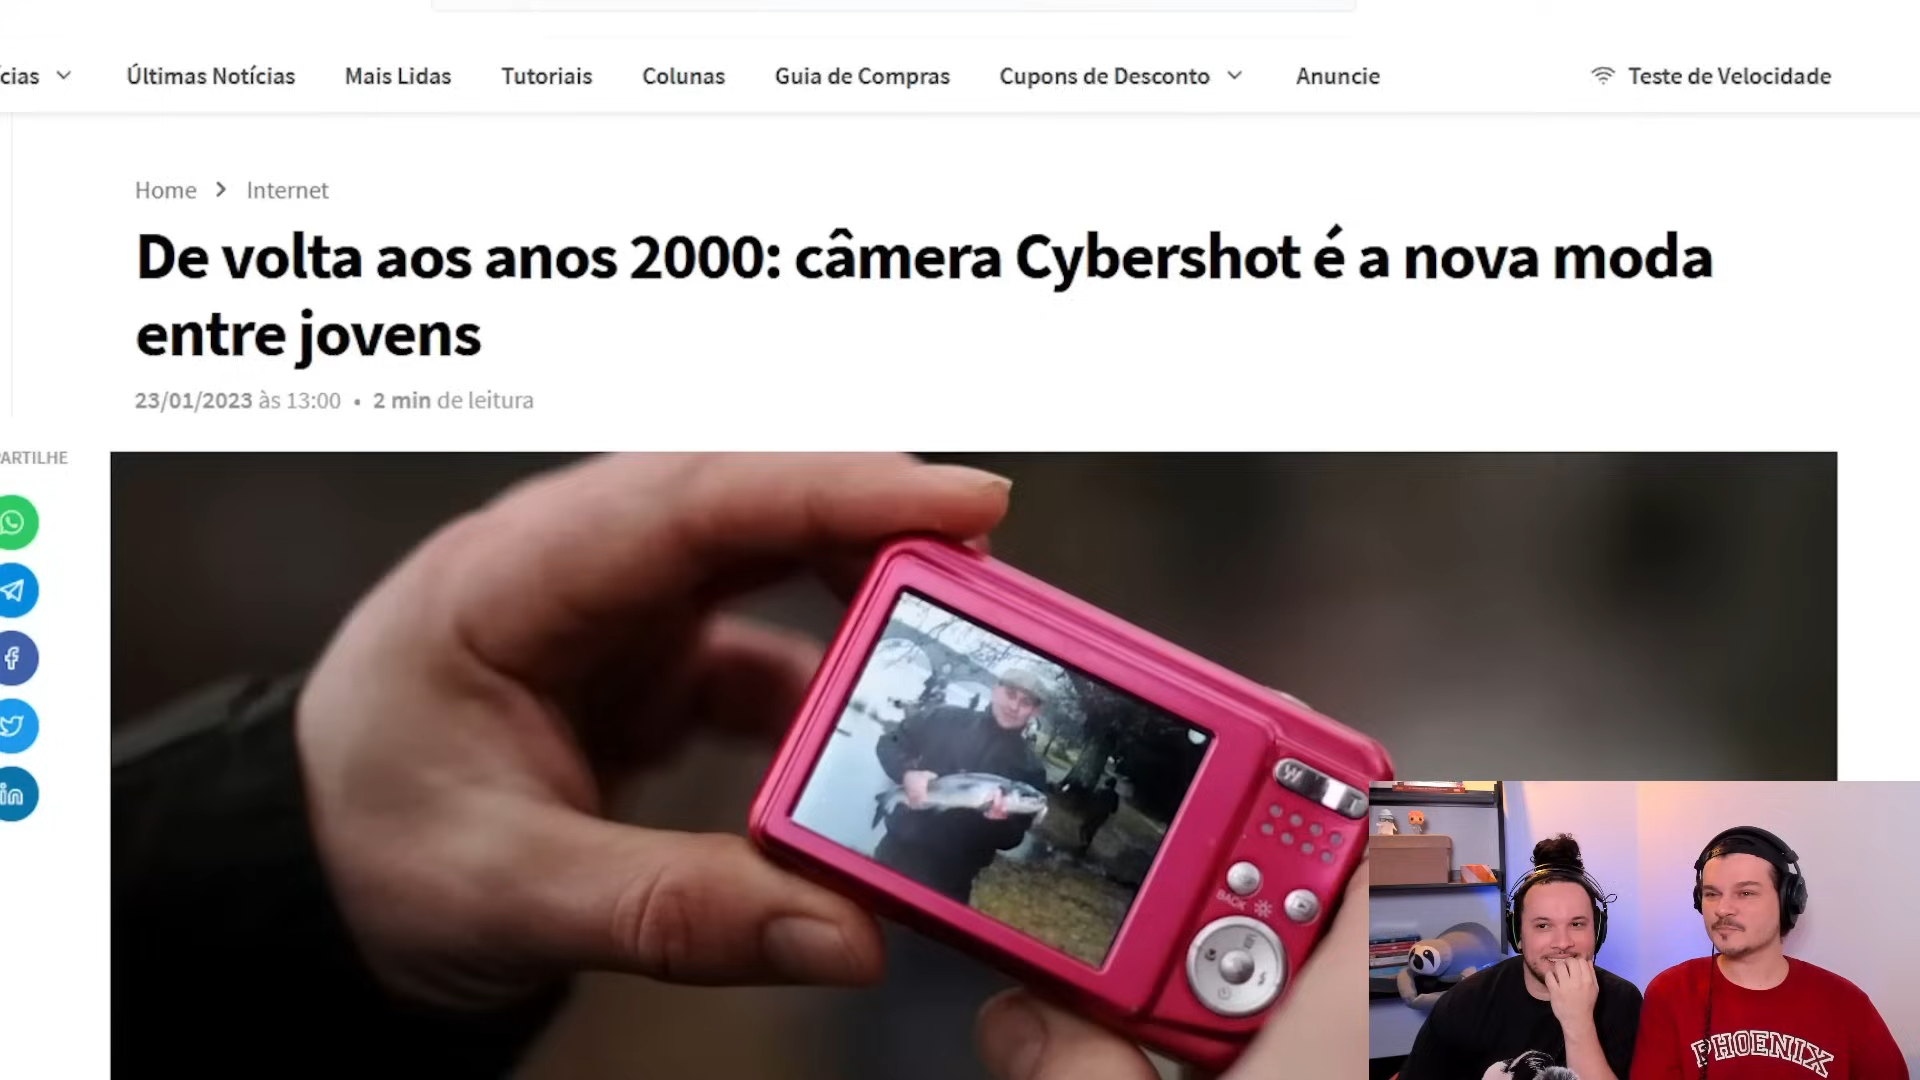 cias
Últimas Notícias
Mais Lidas
Tutoriais
Colunas
Guia de Compras
Cupons de Desconto
Anuncie
Teste de Velocidade
Home > Internet
De volta aos anos 2000: câmera Cybershot é a nova moda
entre jovens
23/01/2023 às 13:00 • 2 min de leitura
ARTILHE
W T
BACK
PHOENIX